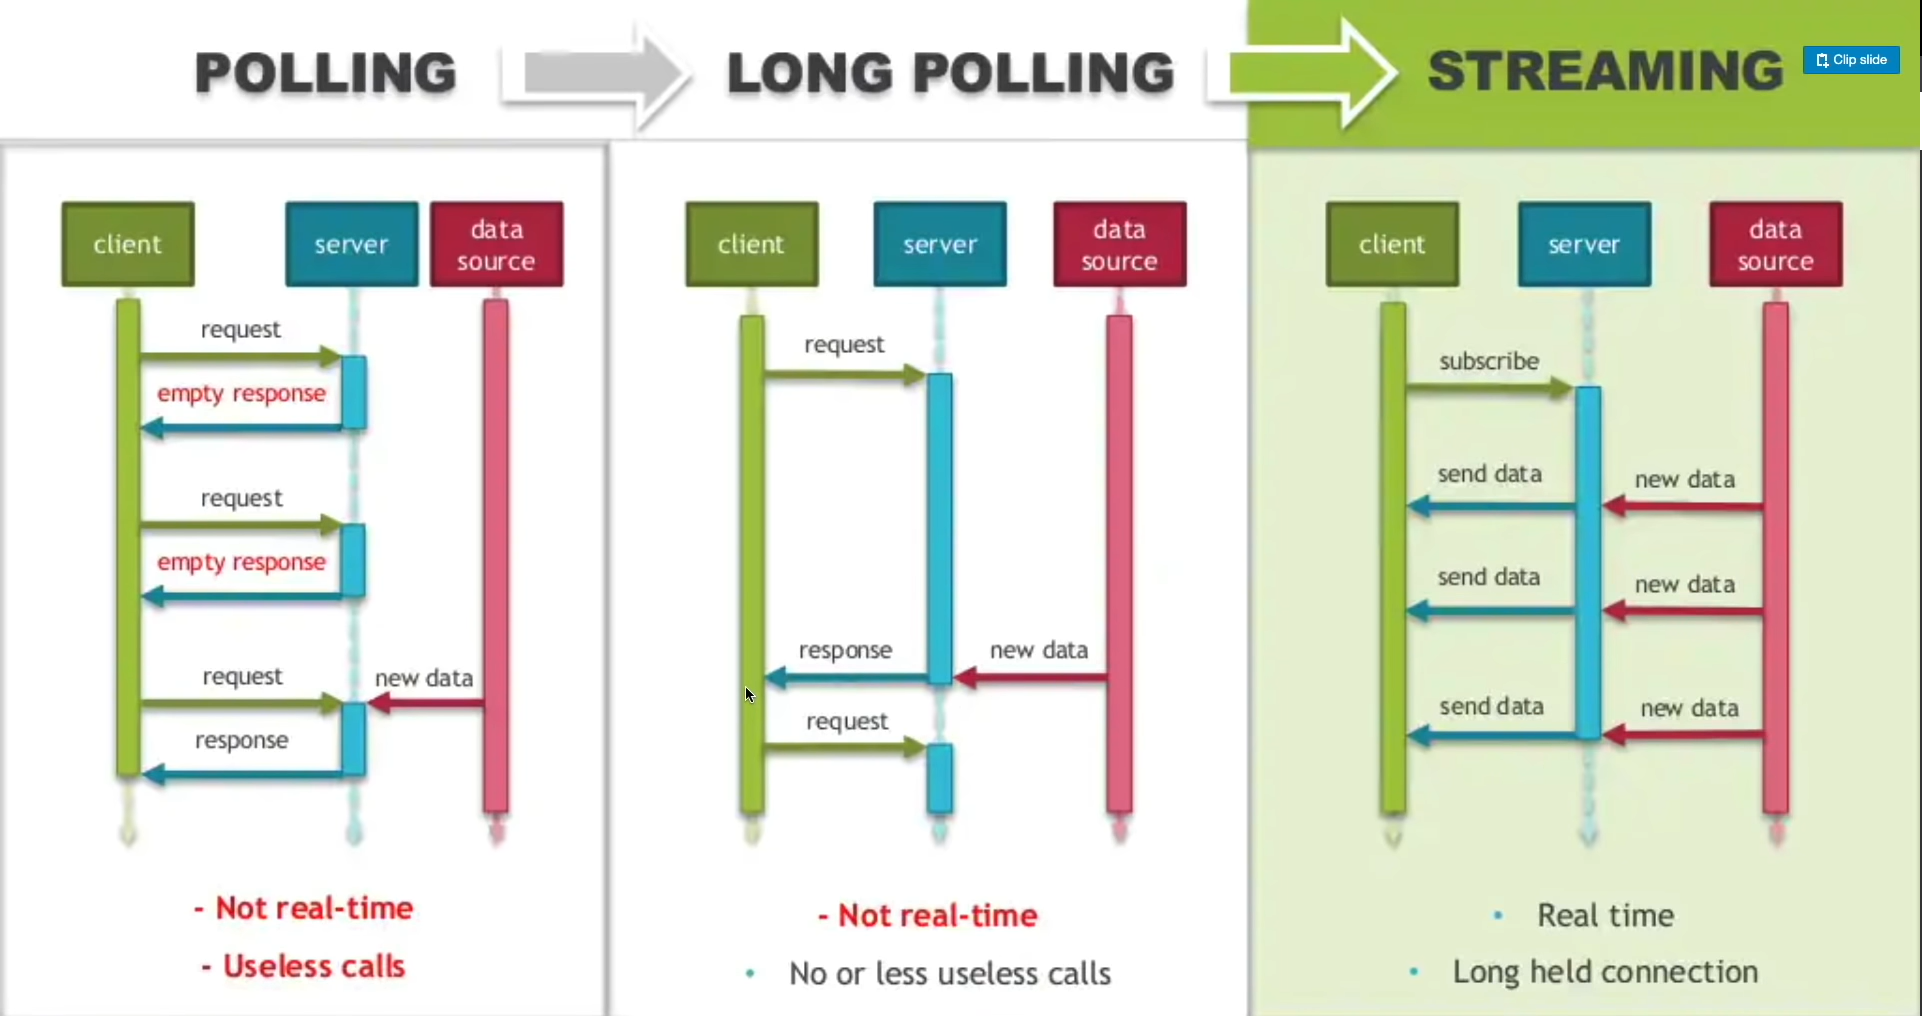 POLLING
LONG POLLING
STREAMING
Clip slide
client
server
data
source
request
empty response
request
empty response
request
new data
response
- Not real-time
- Useless calls
client
server
data
source
request
response
new data
request
- Not real-time
• No or less useless calls
client
server
data
source
subscribe
send data
new data
send data
new data
send data
new data
• Real time
• Long held connection